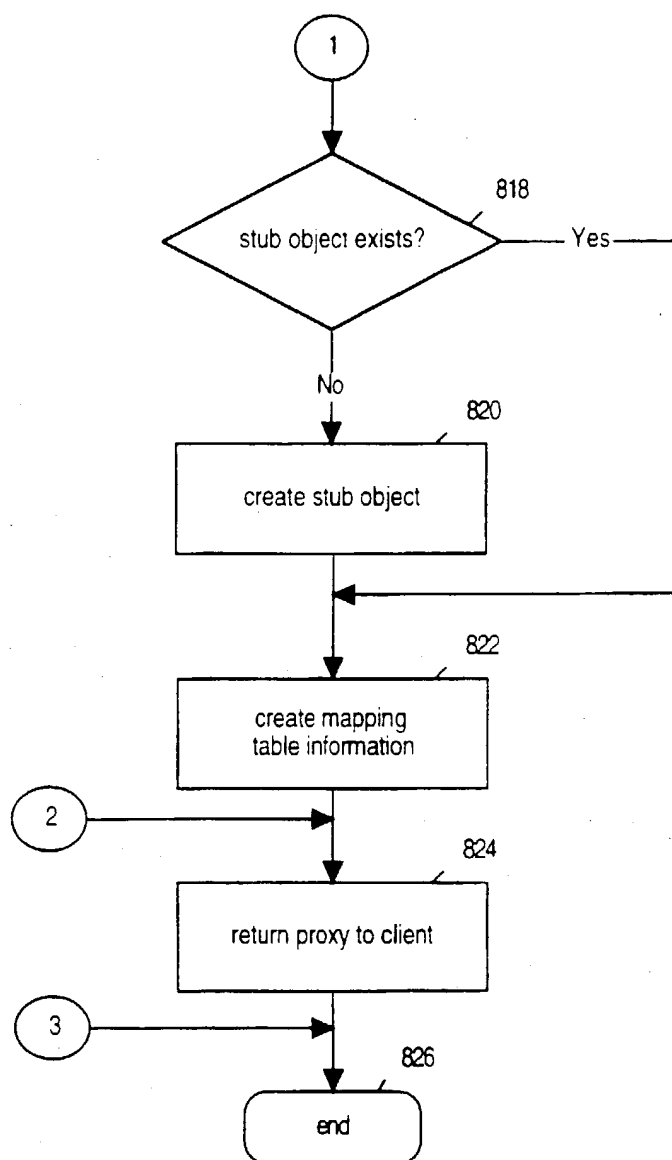 1
818
stub object exists?
Yes
No
820
create stub object
822
create mapping
table information
2
824
return proxy to client
3
826
end